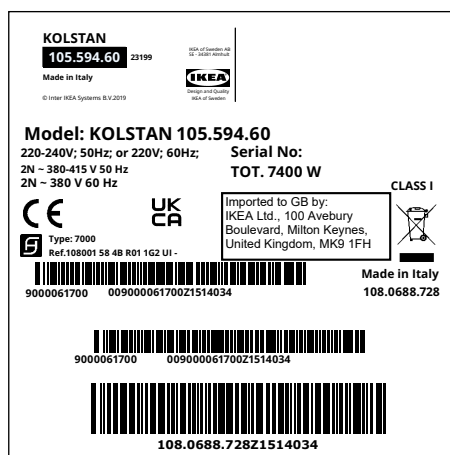 KOLSTAN
105.594.60 23199
Made in Italy
© Inter IKEA Systems B.V.2019
IKEA of Sweden AB
SE - 34381 Älmhult
IKEA
Design and Quality
IKEA of Sweden
Model: KOLSTAN 105.594.60
220-240V; 50Hz; or 220V; 60Hz;
2N ~ 380-415 V 50 Hz
2N ~ 380 V 60 Hz
Serial No:
TOT. 7400 W
CLASS I
CE
UK
CA
Imported to GB by:
IKEA Ltd., 100 Avebury
Boulevard, Milton Keynes,
United Kingdom, MK9 1FH
Type: 7000
Ref.108001 58 4B R01 1G2 UI -
Made in Italy
108.0688.728
9000061700 009000061700Z1514034
9000061700 009000061700Z1514034
108.0688.728Z1514034